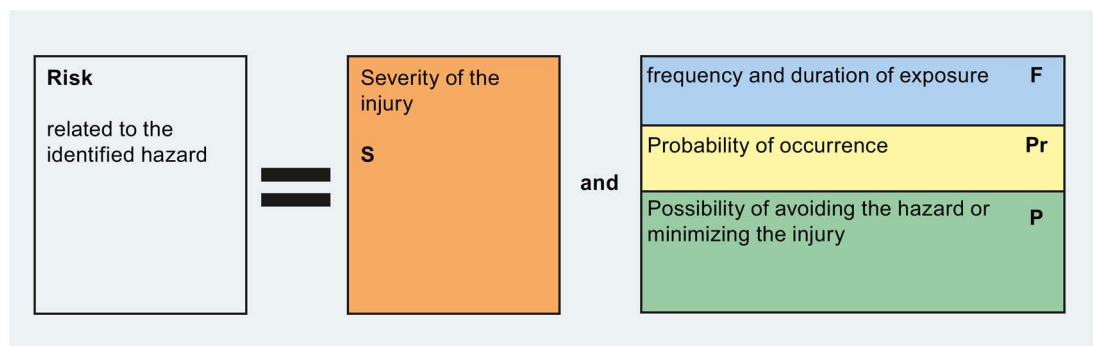 Risk
related to the
identified hazard
Severity of the
injury
S
and
frequency and duration of exposure F
Probability of occurrence Pr
Possibility of avoiding the hazard or
minimizing the injury P